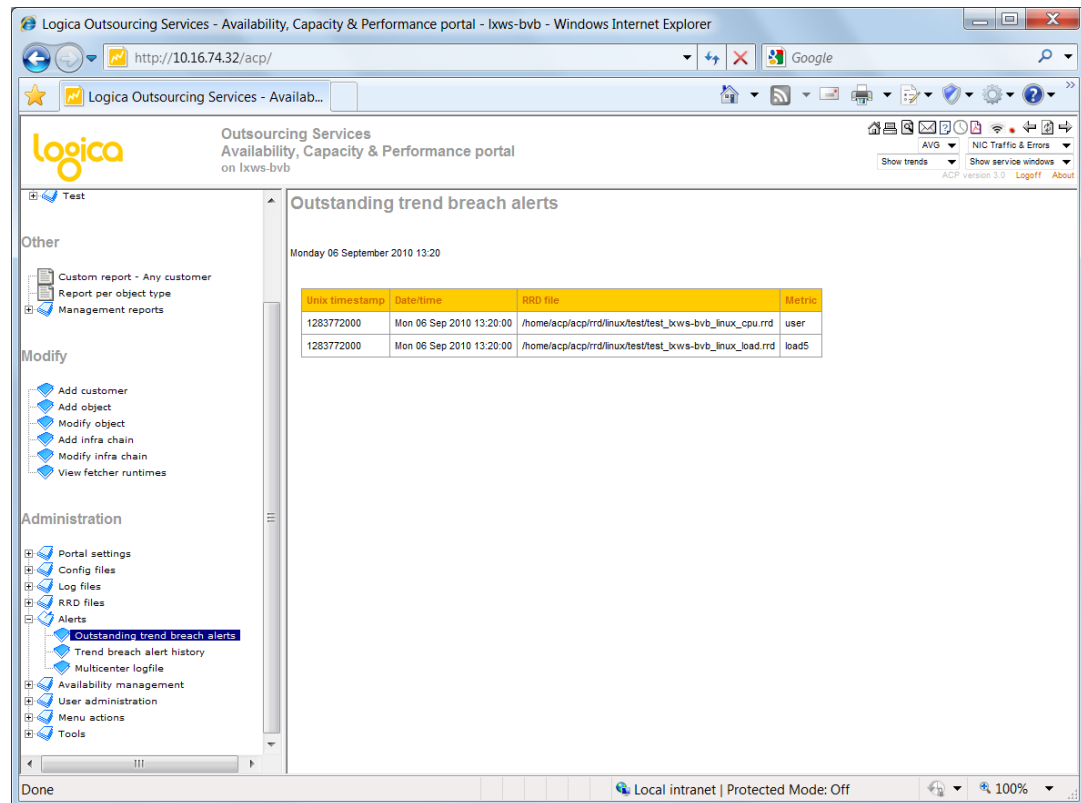 Logica Outsourcing Services - Availability, Capacity & Performance portal - lxws-bvb - Windows Internet Explorer
http://10.16.74.32/acp/
Google
Logica Outsourcing Services - Availab...
logica
Outsourcing Services
Availability, Capacity & Performance portal
on lxws-bvb
AVG
NIC Traffic & Errors
Show trends
Show service windows
ACP version 3.0 Logoff About
Test
Other
Custom report - Any customer
Report per object type
Management reports
Modify
Add customer
Add object
Modify object
Add infra chain
Modify infra chain
View fetcher runtimes
Administration
Portal settings
Config files
Log files
RRD files
Alerts
Outstanding trend breach alerts
Trend breach alert history
Multicenter logfile
Availability management
User administration
Menu actions
Tools
Outstanding trend breach alerts
Monday 06 September 2010 13:20
Unix timestamp Date/time RRD file Metric
1283772000 Mon 06 Sep 2010 13:20:00 /home/acp/acp/rrd/linux/test/test_lxws-bvb_linux_cpu.rrd user
1283772000 Mon 06 Sep 2010 13:20:00 /home/acp/acp/rrd/linux/test/test_lxws-bvb_linux_load.rrd load5
Done
Local intranet | Protected Mode: Off
100%